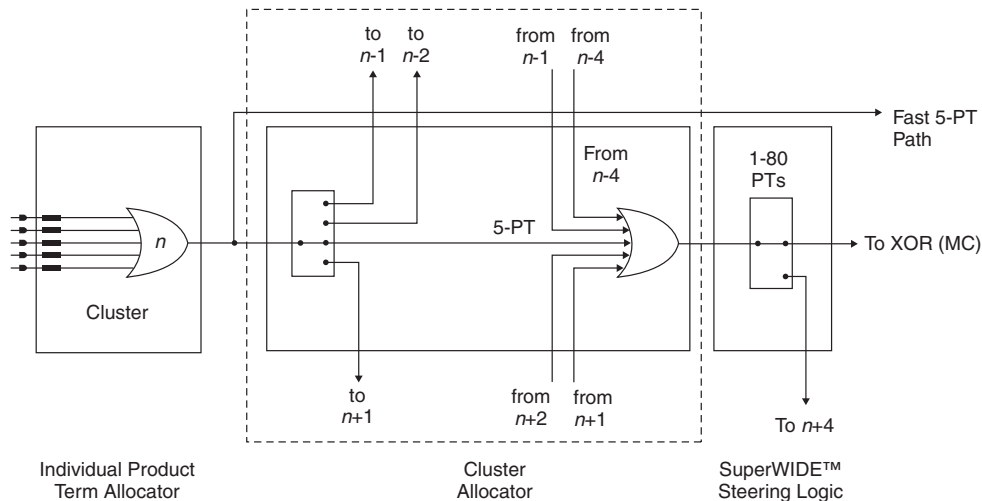 to
n-1
to
n-2
from
n-1
from
n-4
Fast 5-PT
Path
From
n-4
1-80
PTs
n
5-PT
To XOR (MC)
Cluster
to
n+1
from
n+2
from
n+1
To n+4
Individual Product
Term Allocator
Cluster
Allocator
SuperWIDE™
Steering Logic